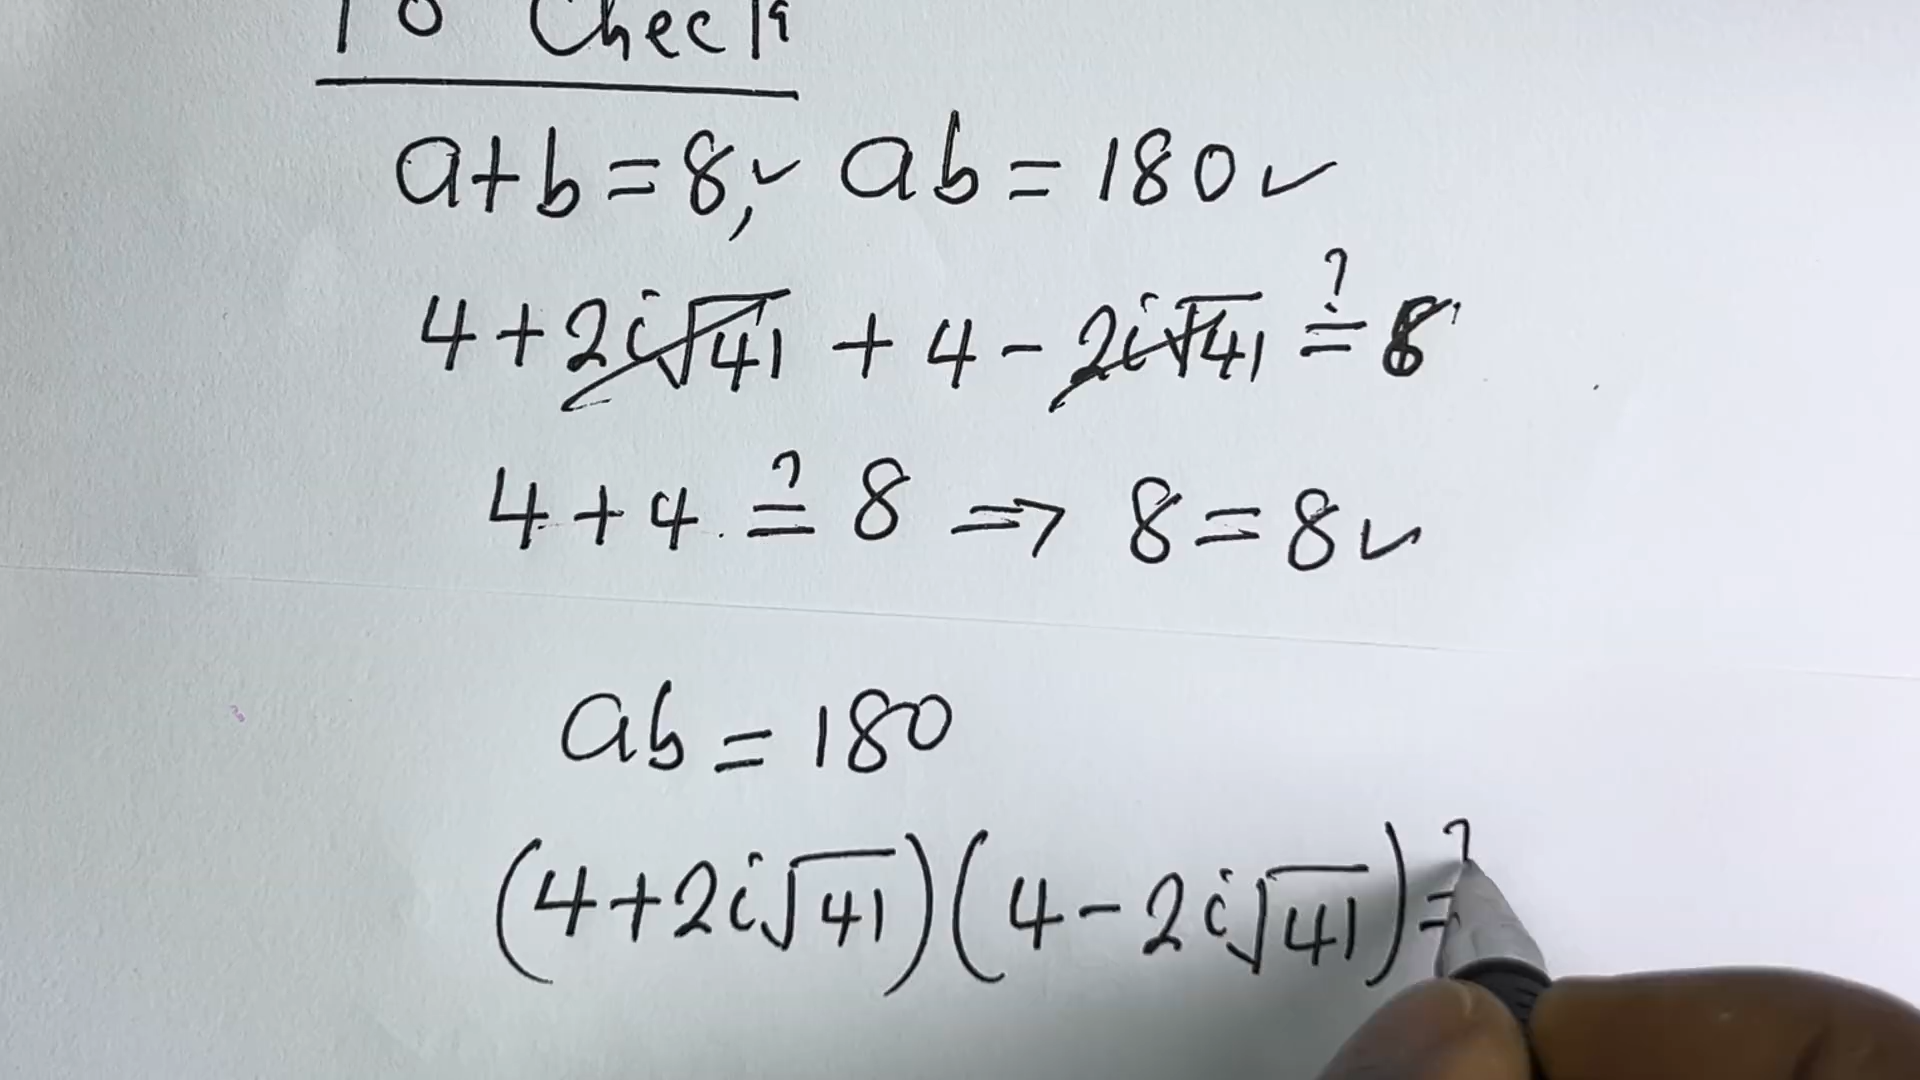 To Check
a+b=8,✓ ab=180✓
4+2i√41 + 4-2i√41 ≟ 8
4+4 ≟ 8 ⟹ 8=8✓
ab=180
(4+2i√41)(4-2i√41) ≟